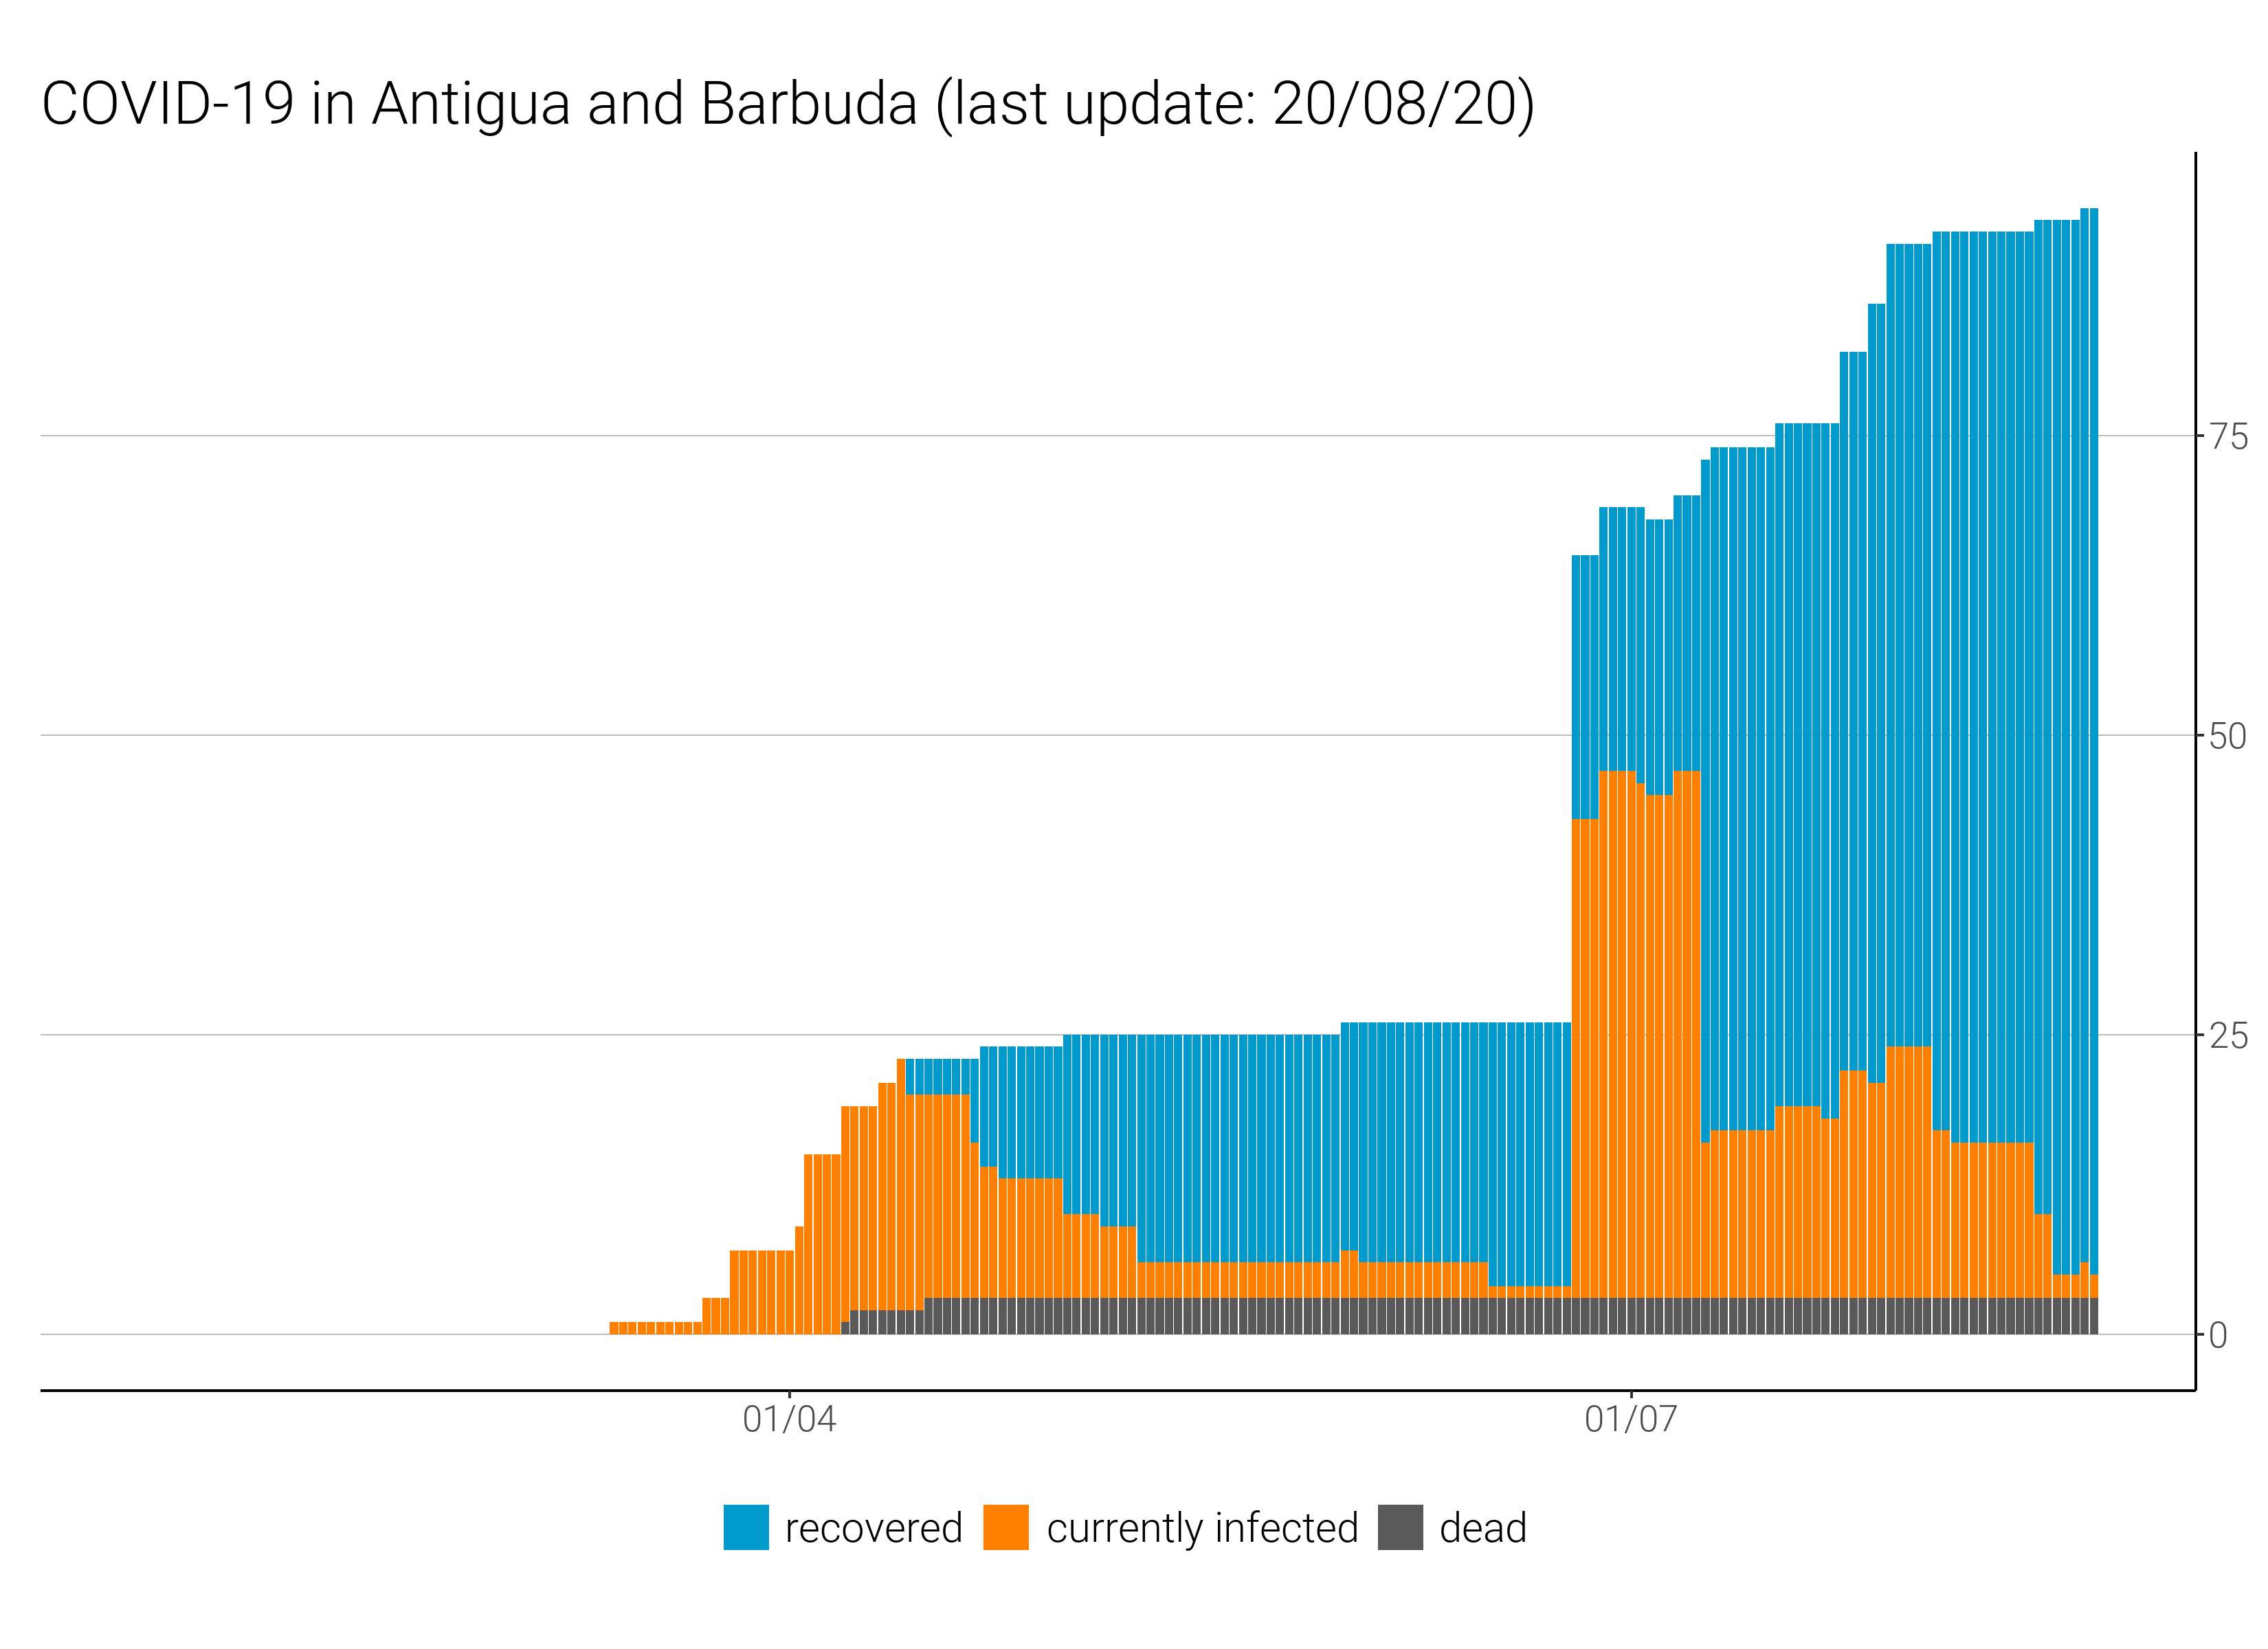 COVID-19 in Antigua and Barbuda (last update: 20/08/20)
75
50
25
0
01/04 01/07
recovered currently infected dead